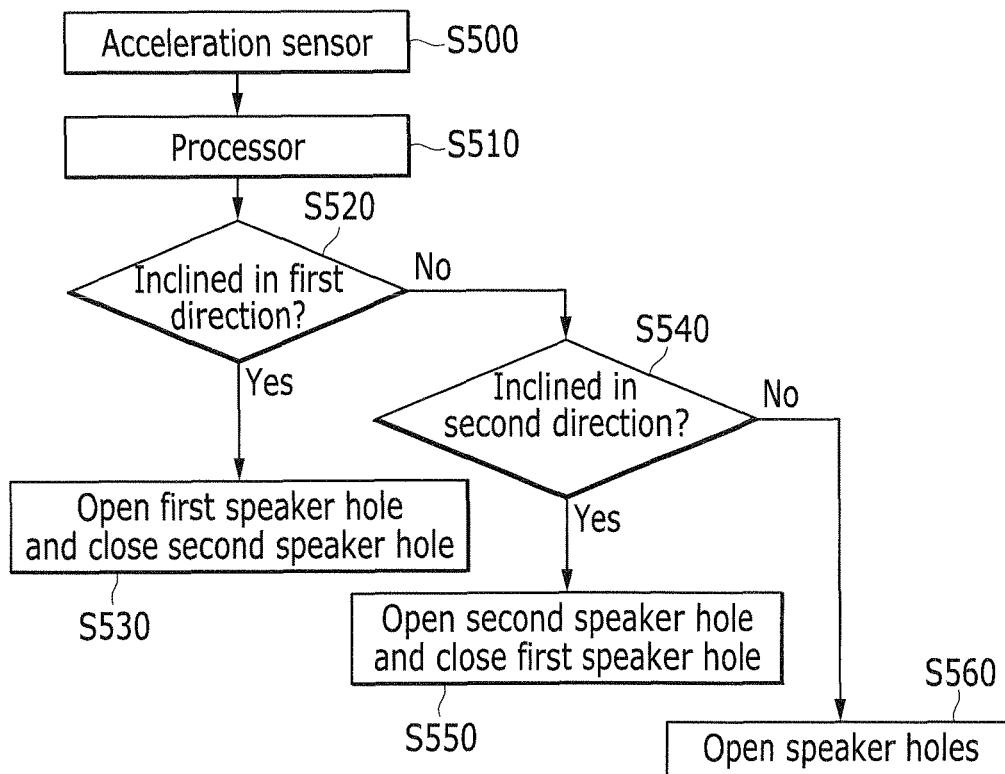 Acceleration sensor
S500
Processor
S510
S520
Inclined in first
direction?
No
Yes
S540
Inclined in
second direction?
No
Yes
Open first speaker hole
and close second speaker hole
S530
Open second speaker hole
and close first speaker hole
S550
S560
Open speaker holes